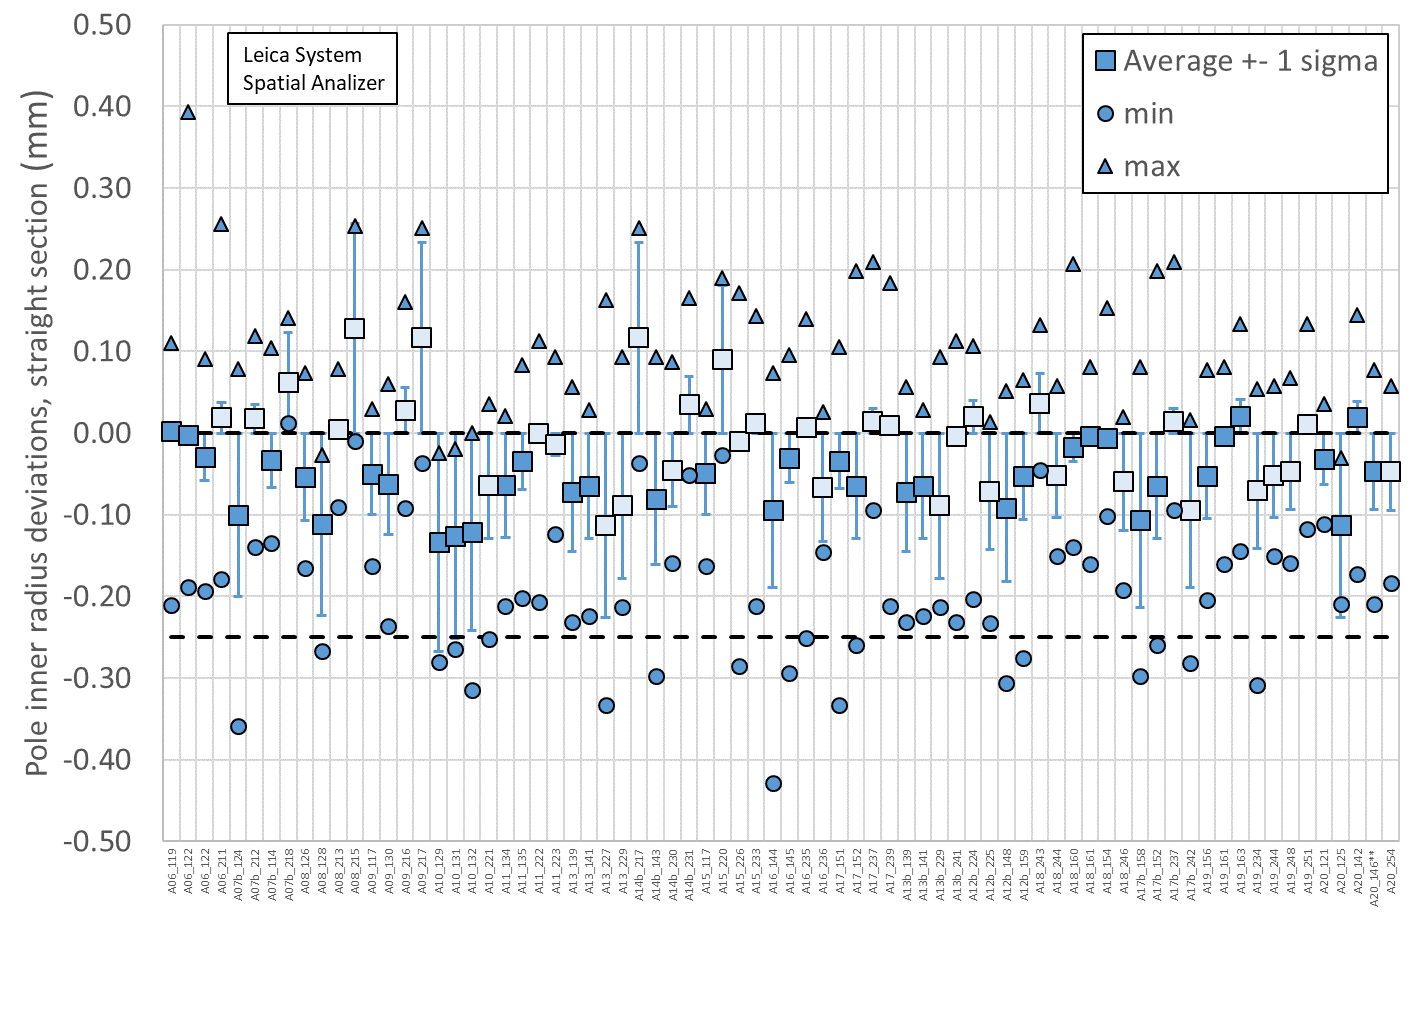 0.50
0.40
0.30
0.20
0.10
0.00
-0.10
-0.20
-0.30
-0.40
-0.50
Pole inner radius deviations, straight section (mm)
Leica System
Spatial Analizer
Average +- 1 sigma
min
max
A06_119
A06_122
A06_122
A06_211
A07b_124
A07b_212
A07b_114
A07b_218
A08_126
A08_128
A08_213
A08_215
A09_117
A09_130
A09_216
A09_217
A10_129
A10_131
A10_132
A10_221
A11_134
A11_135
A11_222
A11_223
A13_139
A13_141
A13_227
A13_229
A14b_217
A14b_143
A14b_230
A14b_231
A15_117
A15_220
A15_226
A15_233
A16_144
A16_145
A16_235
A16_236
A17_151
A17_152
A17_237
A17_239
A13b_139
A13b_141
A13b_229
A13b_241
A12b_224
A12b_225
A12b_148
A12b_159
A18_243
A18_244
A18_160
A18_161
A18_154
A18_246
A17b_158
A17b_152
A17b_237
A17b_242
A19_156
A19_161
A19_163
A19_234
A19_244
A19_248
A19_251
A20_121
A20_125
A20_142
A20_146**
A20_254